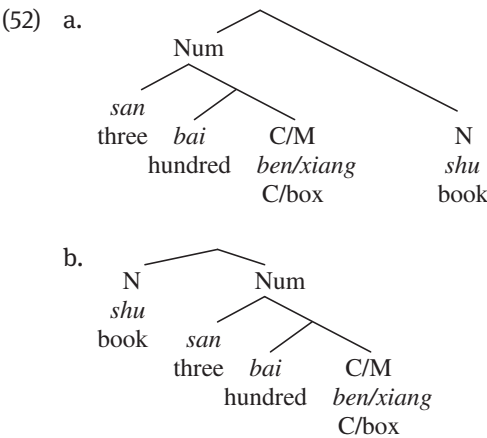 (52) a.
Num
san
three bai C/M N
hundred ben/xiang shu
C/box book
b.
N Num
shu
book san
three bai C/M
hundred ben/xiang
C/box